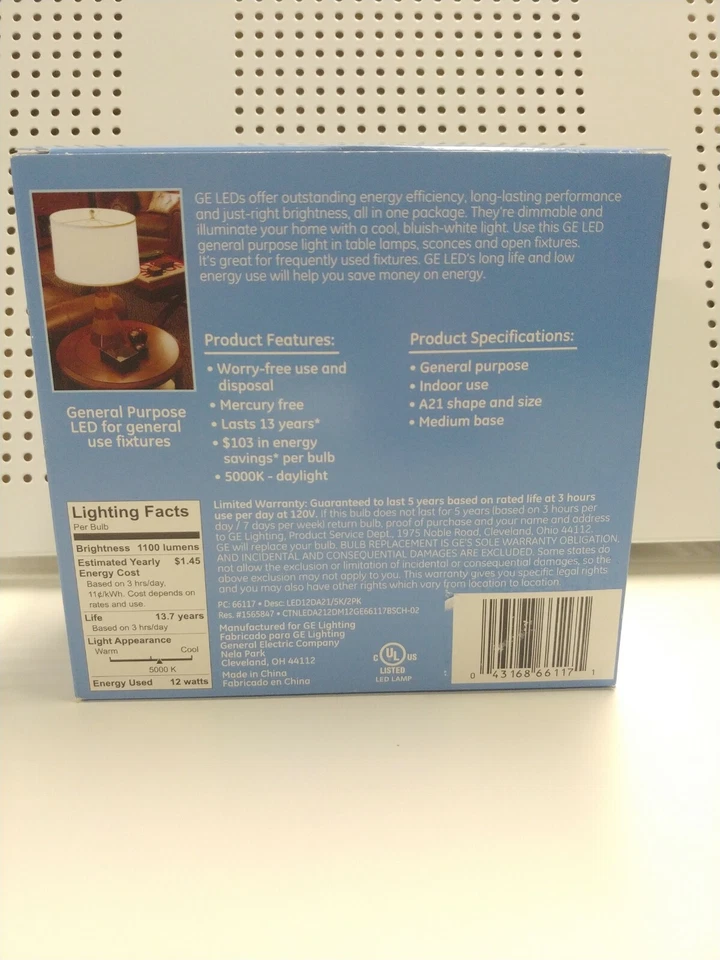 GE LEDs offer outstanding energy efficiency, long-lasting performance
and just-right brightness, all in one package. They're dimmable and
illuminate your home with a cool, bluish-white light. Use this GE LED
general purpose light in table lamps, sconces and open fixtures.
It's great for frequently used fixtures. GE LED's long life and low
energy use will help you save money on energy.
General Purpose
LED for general
use fixtures
Product Features:
• Worry-free use and
disposal
• Mercury free
• Lasts 13 years*
• $103 in energy
savings* per bulb
• 5000K - daylight
Product Specifications:
• General purpose
• Indoor use
• A21 shape and size
• Medium base
Lighting Facts
Per Bulb
Brightness 1100 lumens
Estimated Yearly $1.45
Energy Cost
Based on 3 hrs/day,
11¢/kWh. Cost depends on
rates and use.
Life 13.7 years
Based on 3 hrs/day
Light Appearance
Warm Cool
5000 K
Energy Used 12 watts
Limited Warranty: Guaranteed to last 5 years based on rated life at 3 hours
use per day at 120V. If this bulb does not last for 5 years (based on 3 hours per
day / 7 days per week) return bulb, proof of purchase and your name and address
to GE Lighting, Product Service Dept., 1975 Noble Road, Cleveland, Ohio 44112.
GE will replace your bulb. BULB REPLACEMENT IS GE'S SOLE WARRANTY OBLIGATION,
AND INCIDENTAL AND CONSEQUENTIAL DAMAGES ARE EXCLUDED. Some states do
not allow the exclusion or limitation of incidental or consequential damages, so the
above exclusion may not apply to you. This warranty gives you specific legal rights
and you may also have other rights which vary from location to location.
PC: 66117 • Desc: LED12DA21/5K/2PK
Res. #1565847 • CTNLEDA212DM12GE66117BSCH-02
Manufactured for GE Lighting
Fabricado para GE Lighting
General Electric Company
Nela Park
Cleveland, OH 44112
Made in China
Fabricado en China
C UL US
LISTED
LED LAMP
0 43168 66117 1